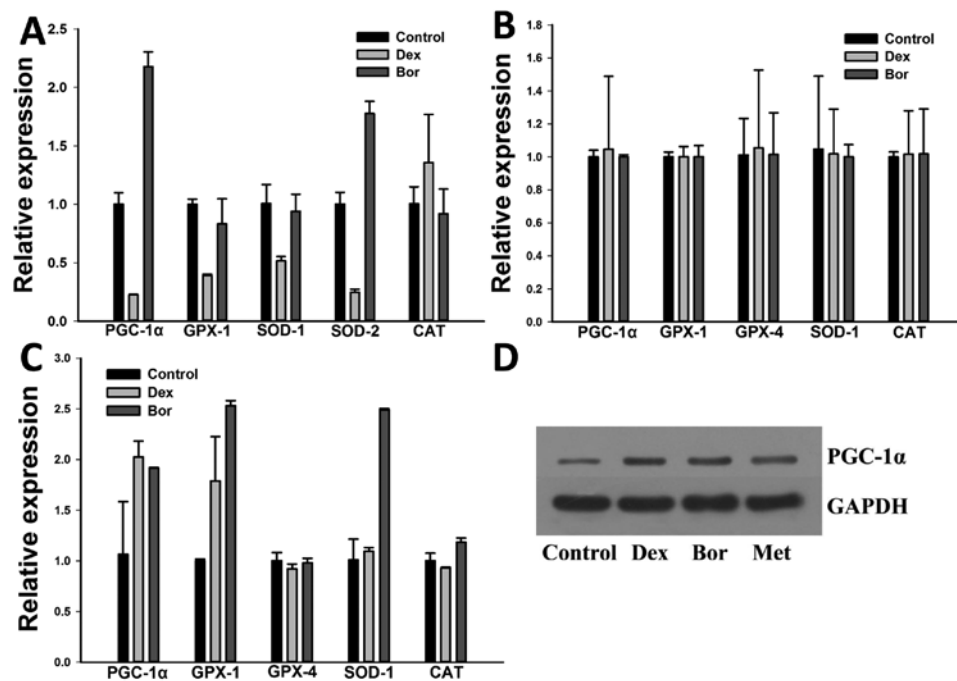 A
Relative expression
2.5
2.0
1.5
1.0
0.5
0.0
Control
Dex
Bor
PGC-1α GPX-1 SOD-1 SOD-2 CAT
B
Relative expression
1.8
1.6
1.4
1.2
1.0
0.8
0.6
0.4
0.2
0.0
Control
Dex
Bor
PGC-1α GPX-1 GPX-4 SOD-1 CAT
C
Relative expression
3.0
2.5
2.0
1.5
1.0
0.5
0.0
Control
Dex
Bor
PGC-1α GPX-1 GPX-4 SOD-1 CAT
D
PGC-1α
GAPDH
Control Dex Bor Met